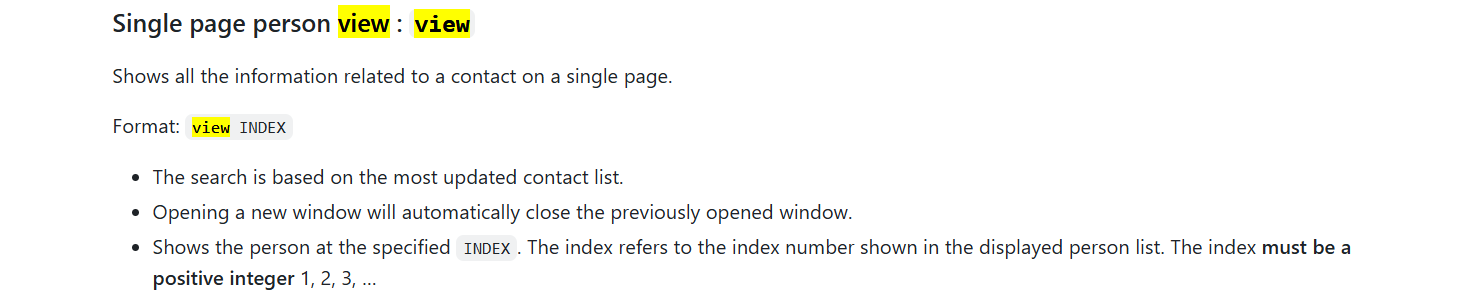 Single page person view : view
Shows all the information related to a contact on a single page.
Format: view INDEX
• The search is based on the most updated contact list.
• Opening a new window will automatically close the previously opened window.
• Shows the person at the specified INDEX. The index refers to the index number shown in the displayed person list. The index must be a
positive integer 1, 2, 3, …